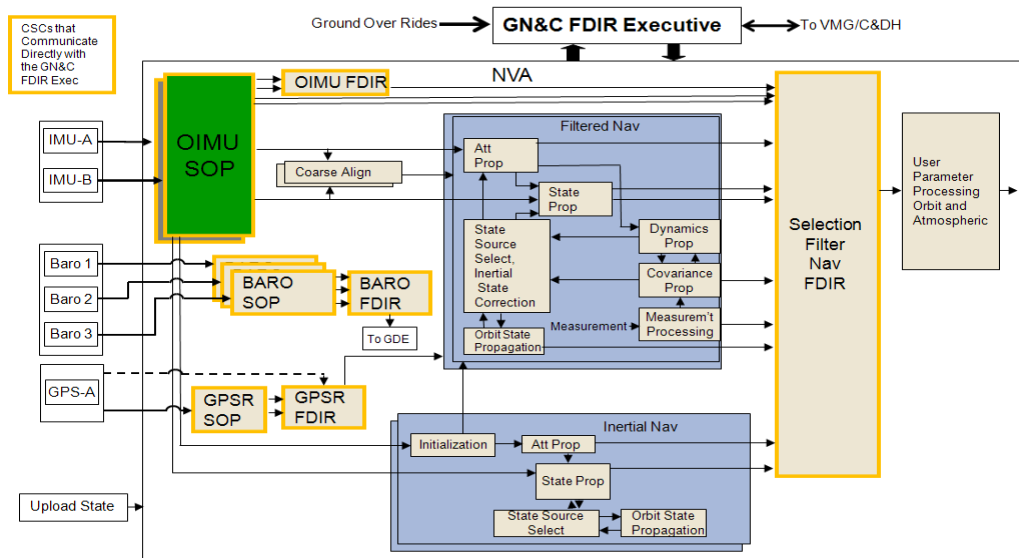 CSCs that
Communicate
Directly with
the GN&C
FDIR Exec
Ground Over Rides
GN&C FDIR Executive
To VMG/C&DH
NVA
OIMU FDIR
OIMU
SOP
IMU-A
IMU-B
Coarse Align
Filtered Nav
Att
Prop
State
Prop
State
Source
Select,
Inertial
State
Correction
Dynamics
Prop
Covariance
Prop
Measurement
Measurem't
Processing
Orbit State
Propagation
Selection
Filter
Nav
FDIR
User
Parameter
Processing
Orbit and
Atmospheric
Baro 1
Baro 2
Baro 3
BARO
SOP
BARO
FDIR
To GDE
GPS-A
GPSR
SOP
GPSR
FDIR
Inertial Nav
Initialization
Att Prop
State Prop
State Source
Select
Orbit State
Propagation
Upload State